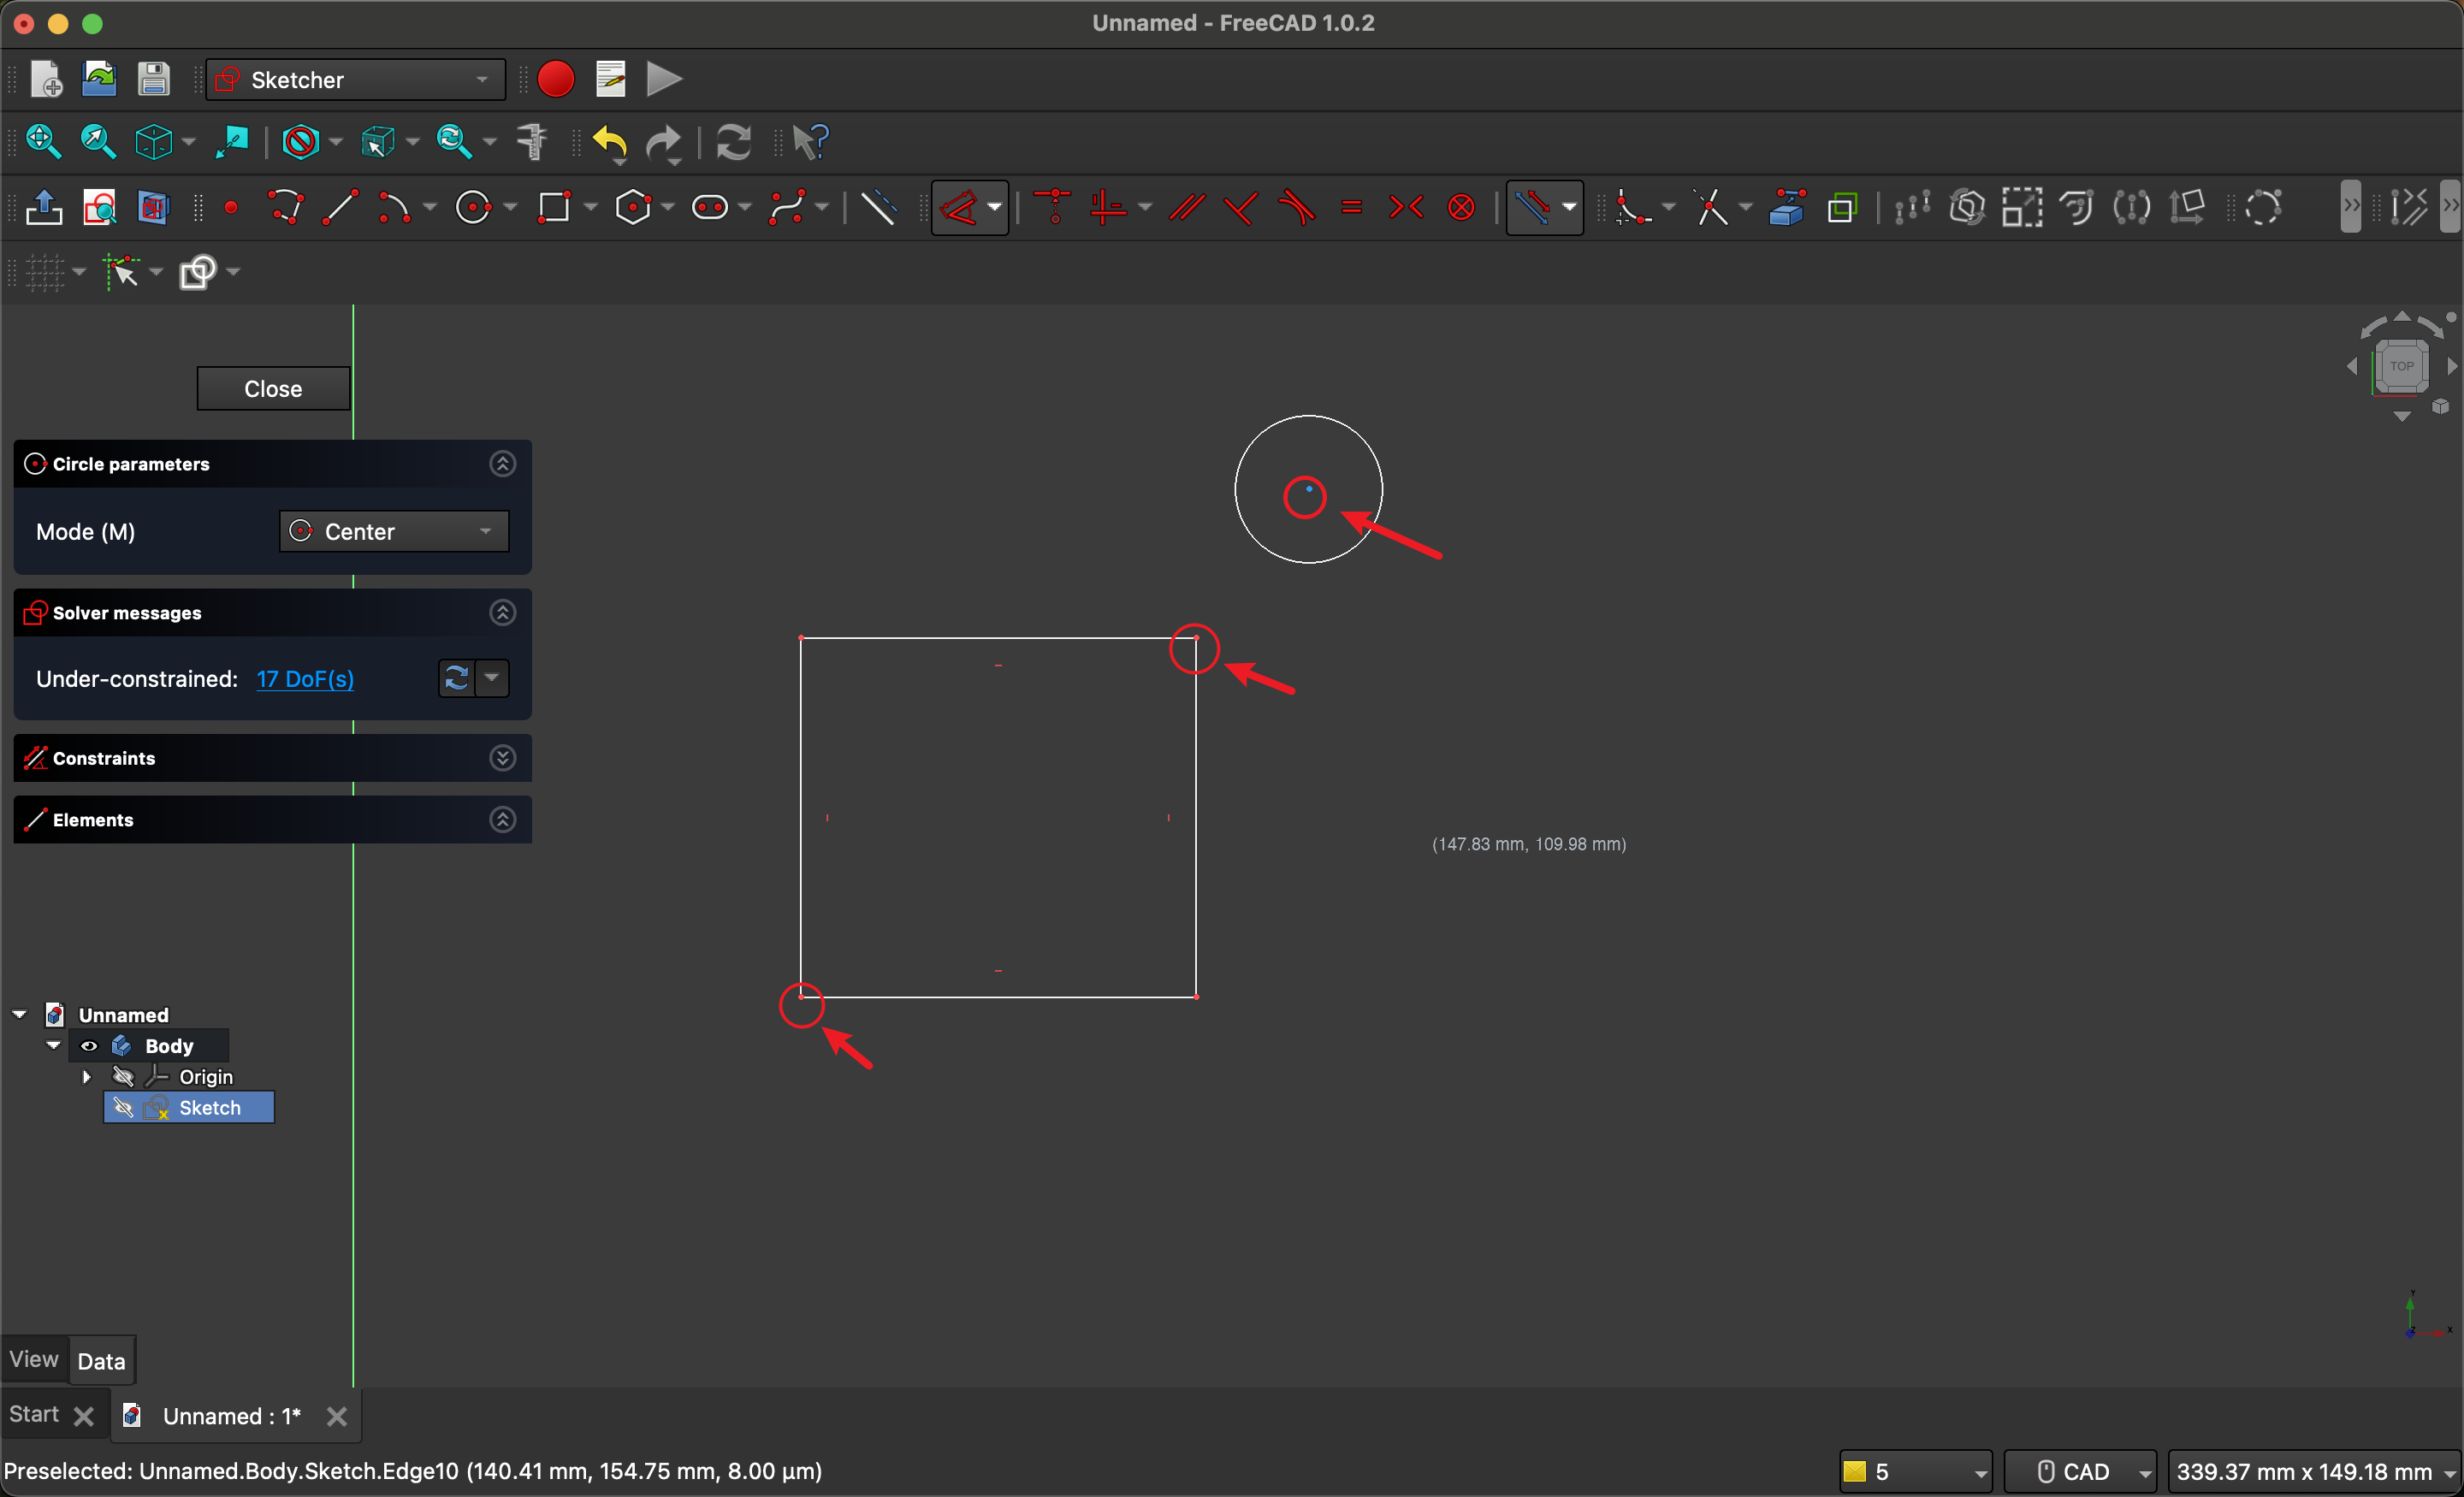 Unnamed - FreeCAD 1.0.2
Sketcher
Close
TOP
Circle parameters
Mode (M)
Center
Solver messages
Under-constrained:
17 DoF(s)
Constraints
(147.83 mm, 109.98 mm)
Elements
Unnamed
Body
Origin
Sketch
Y
Z
X
View
Data
Start
Unnamed : 1*
Preselected: Unnamed.Body.Sketch.Edge10 (140.41 mm, 154.75 mm, 8.00 μm)
5
CAD
339.37 mm x 149.18 mm